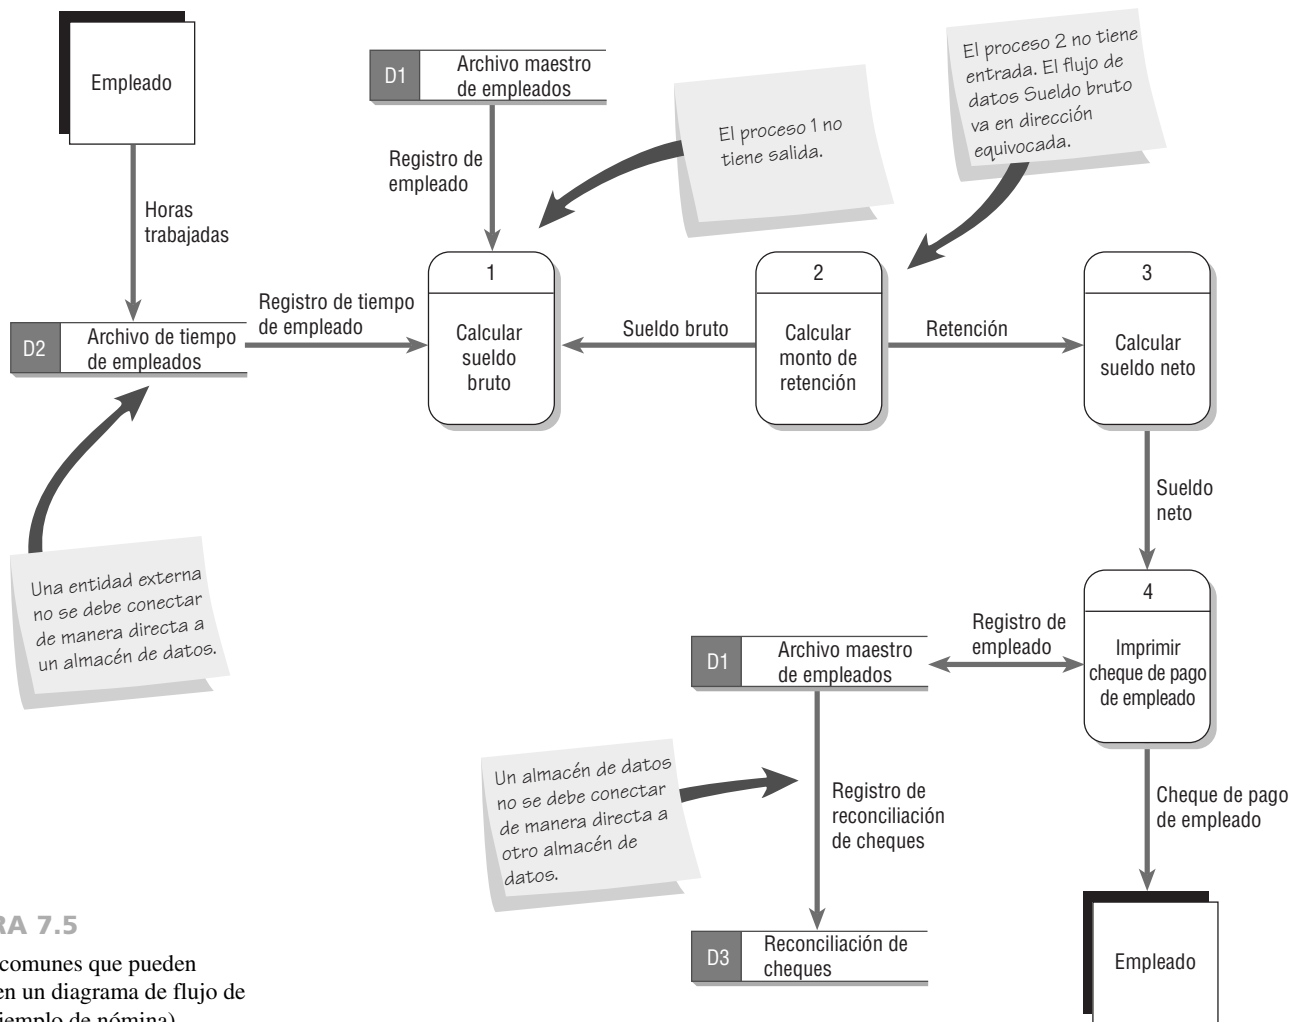 Empleado
D1
Archivo maestro
de empleados
El proceso 1 no
tiene salida.
El proceso 2 no tiene
entrada. El flujo de
datos Sueldo bruto
va en dirección
equivocada.
Registro de
empleado
Horas
trabajadas
1
Calcular
sueldo
bruto
2
Calcular
monto de
retención
3
Calcular
sueldo neto
Registro de tiempo
de empleado
Sueldo bruto
Retención
D2
Archivo de tiempo
de empleados
Sueldo
neto
Una entidad externa
no se debe conectar
de manera directa a
un almacén de datos.
4
Imprimir
cheque de pago
de empleado
Registro de
empleado
D1
Archivo maestro
de empleados
Un almacén de datos
no se debe conectar
de manera directa a
otro almacén de
datos.
Registro de
reconciliación
de cheques
Cheque de pago
de empleado
D3
Reconciliación de
cheques
Empleado
RA 7.5
comunes que pueden
en un diagrama de flujo de
jemplo de nómina)